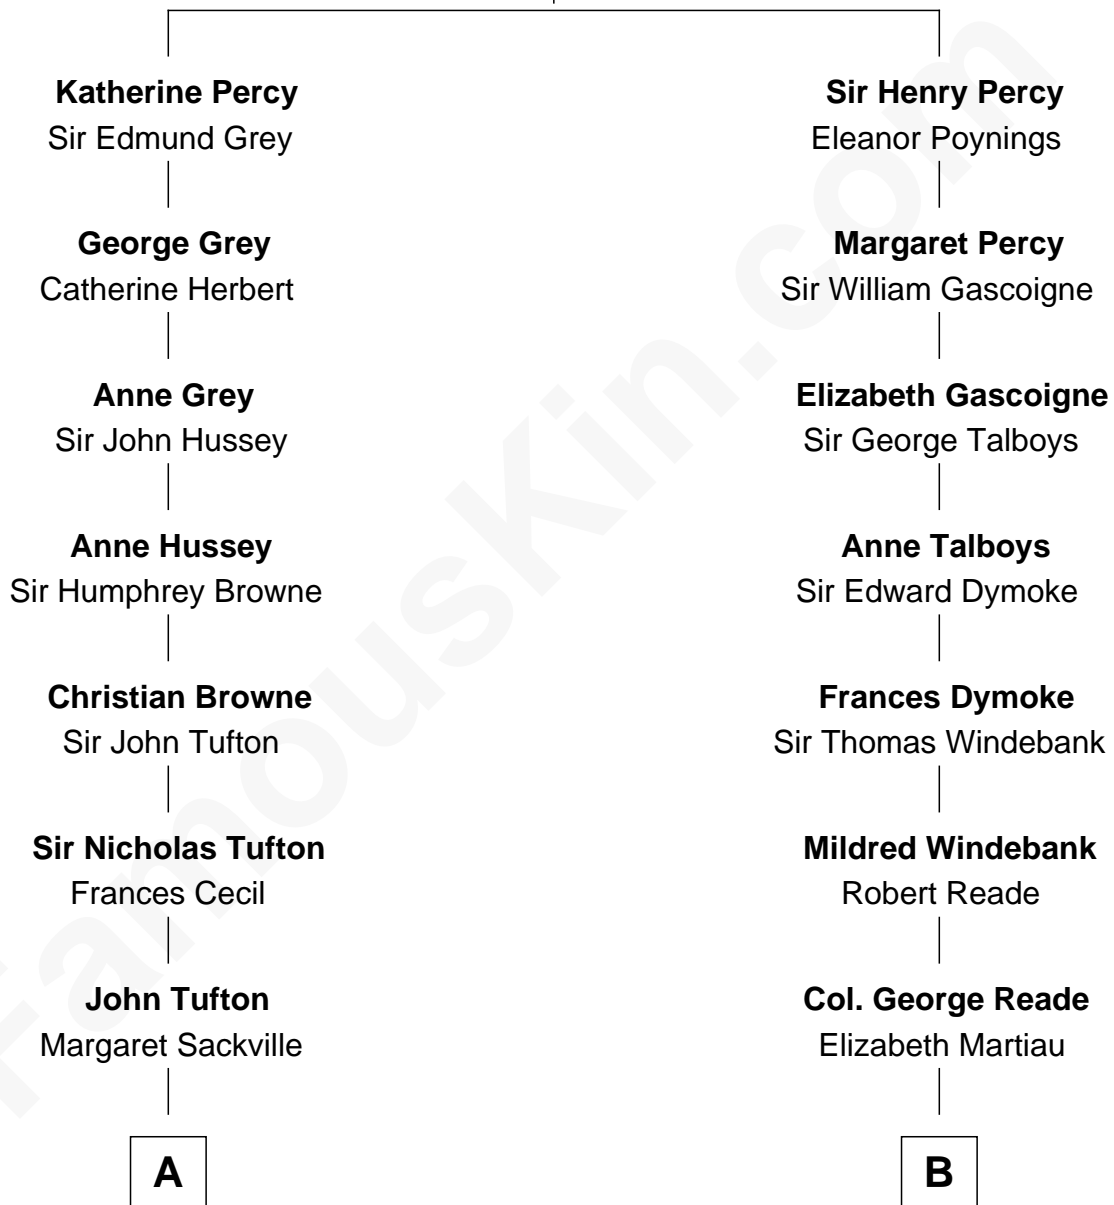 Katherine Percy
Sir Edmund Grey
George Grey
Catherine Herbert
Anne Grey
Sir John Hussey
Anne Hussey
Sir Humphrey Browne
Christian Browne
Sir John Tufton
Sir Nicholas Tufton
Frances Cecil
John Tufton
Margaret Sackville
A
Sir Henry Percy
Eleanor Poynings
Margaret Percy
Sir William Gascoigne
Elizabeth Gascoigne
Sir George Talboys
Anne Talboys
Sir Edward Dymoke
Frances Dymoke
Sir Thomas Windebank
Mildred Windebank
Robert Reade
Col. George Reade
Elizabeth Martiau
B
FamousKin.com